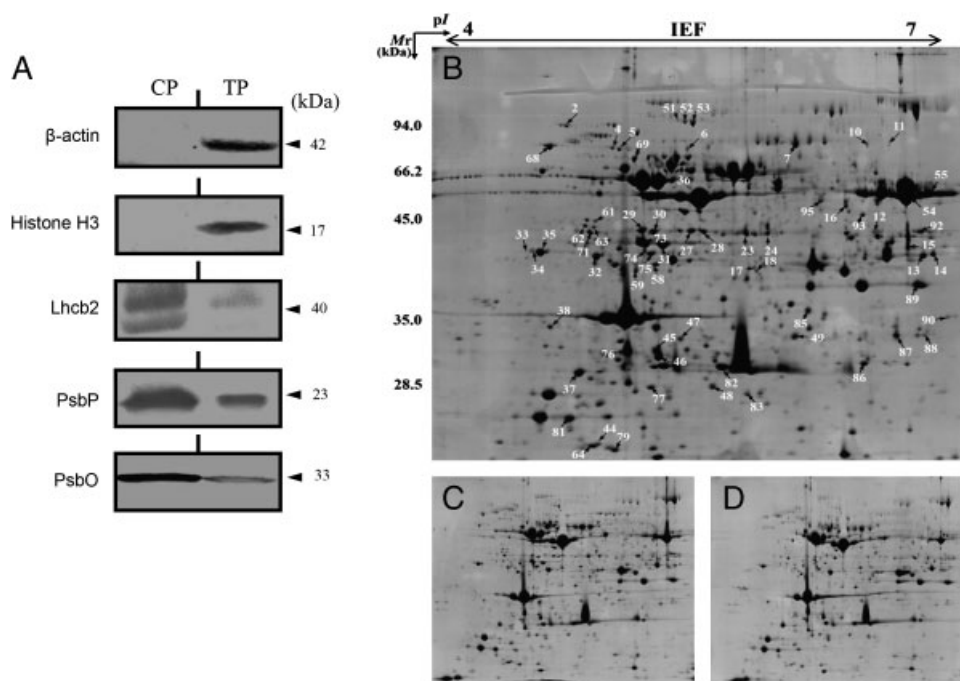 A
CP TP (kDa)
β-actin 42
Histone H3 17
Lhcb2 40
PsbP 23
PsbO 33
pI
Mr
(kDa)
4 IEF 7
B
94.0
66.2
45.0
35.0
28.5
2 51 52 53
4 5 6 10 11
68 69 7
36 55
95 16 12 54
61 29 30 93 92
33 35 62 63 73 27 28 23 24 15
71 74 31 18 13 14
34 32 75 17
59 58 89
38 47 85 90
45 49 87 88
76 46 86
37 82
77 48 83
81 44 79
64
C D